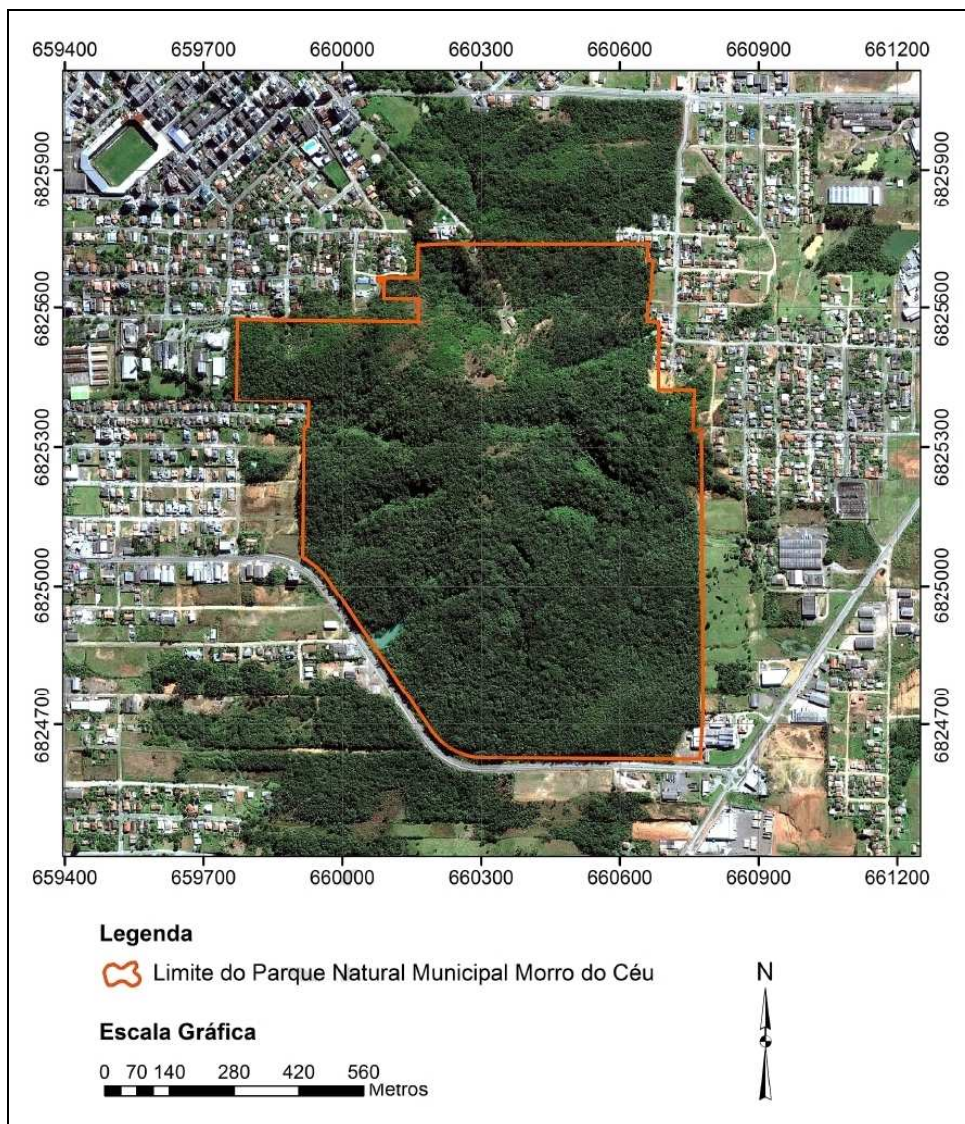 659400 659700 660000 660300 660600 660900 661200
6825900 6825900
6825600 6825600
6825300 6825300
6825000 6825000
6824700 6824700
659400 659700 660000 660300 660600 660900 661200
Legenda
Limite do Parque Natural Municipal Morro do Céu
N
Escala Gráfica
0 70 140 280 420 560
Metros